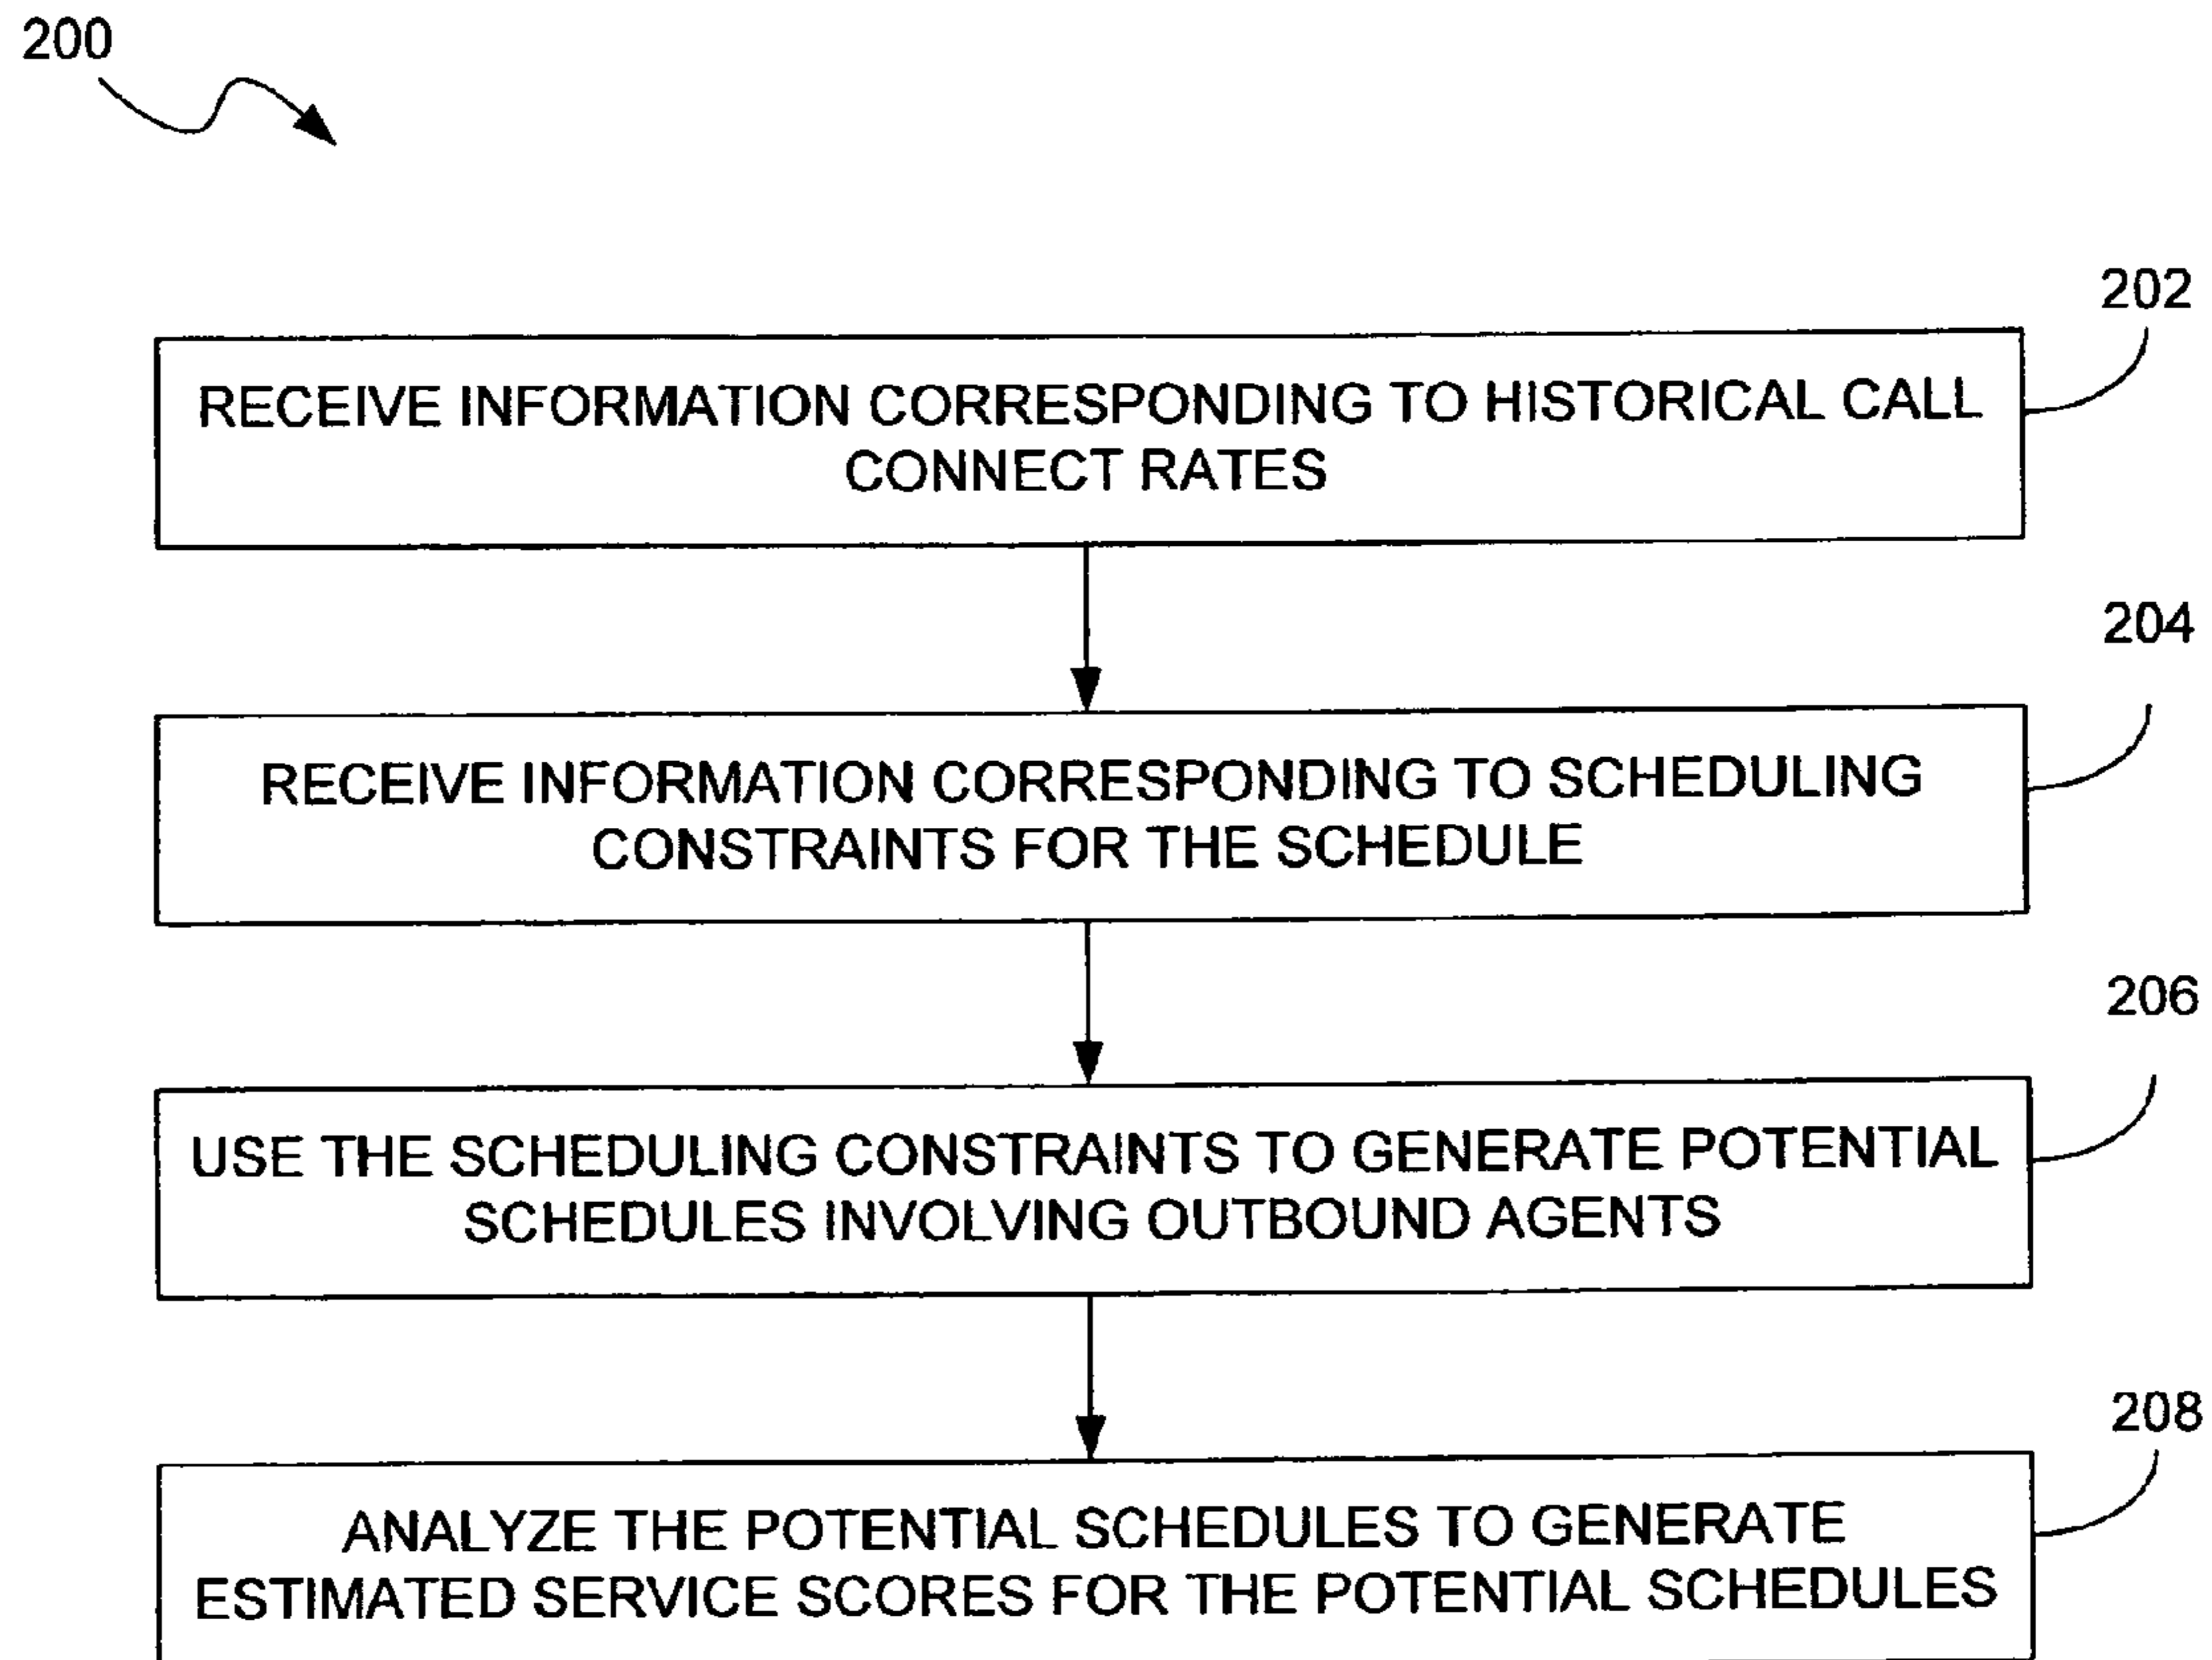 200
202
RECEIVE INFORMATION CORRESPONDING TO HISTORICAL CALL
CONNECT RATES
204
RECEIVE INFORMATION CORRESPONDING TO SCHEDULING
CONSTRAINTS FOR THE SCHEDULE
206
USE THE SCHEDULING CONSTRAINTS TO GENERATE POTENTIAL
SCHEDULES INVOLVING OUTBOUND AGENTS
208
ANALYZE THE POTENTIAL SCHEDULES TO GENERATE
ESTIMATED SERVICE SCORES FOR THE POTENTIAL SCHEDULES